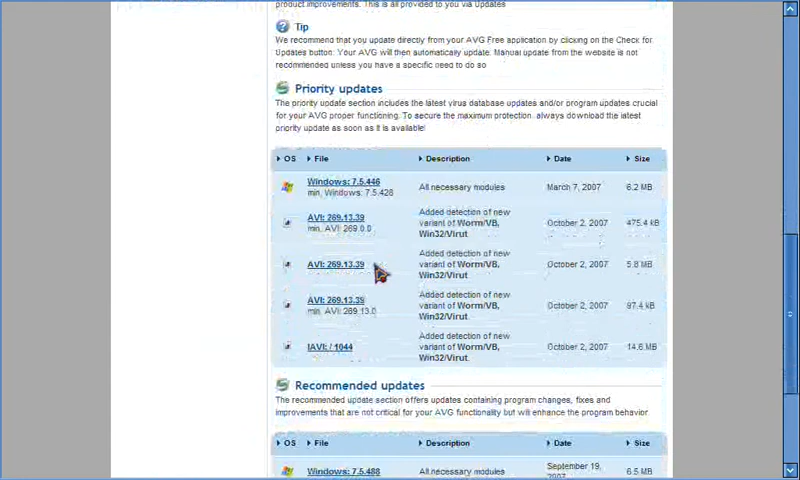 product improvements. This is all provided to you via Updates
Tip
We recommend that you update directly from your AVG Free application by clicking on the Check for
Updates button. Your AVG will then automatically update. Manual update from the website is not
recommended unless you have a specific need to do so
Priority updates
The priority update section includes the latest virus database updates and/or program updates crucial
for your AVG proper functioning. To secure the maximum protection, always download the latest
priority update as soon as it is available!
OS File Description Date Size
Windows: 7.5.446
min. Windows: 7.5.428
All necessary modules
March 7, 2007
6.2 MB
AVI: 269.13.39
min. AVI: 269.0.0
Added detection of new
variant of Worm/VB,
Win32/Virut.
October 2, 2007
475.4 kB
AVI: 269.13.39
Added detection of new
variant of Worm/VB,
Win32/Virut.
October 2, 2007
5.8 MB
AVI: 269.13.39
min. AVI: 269.13.0
Added detection of new
variant of Worm/VB,
Win32/Virut.
October 2, 2007
97.4 kB
IAVI: / 1044
Added detection of new
variant of Worm/VB,
Win32/Virut.
October 2, 2007
14.6 MB
Recommended updates
The recommended update section offers updates containing program changes, fixes and
improvements that are not critical for your AVG functionality but will enhance the program behavior
OS File Description Date Size
Windows: 7.5.488
All necessary modules
September 19,
2007
6.5 MB